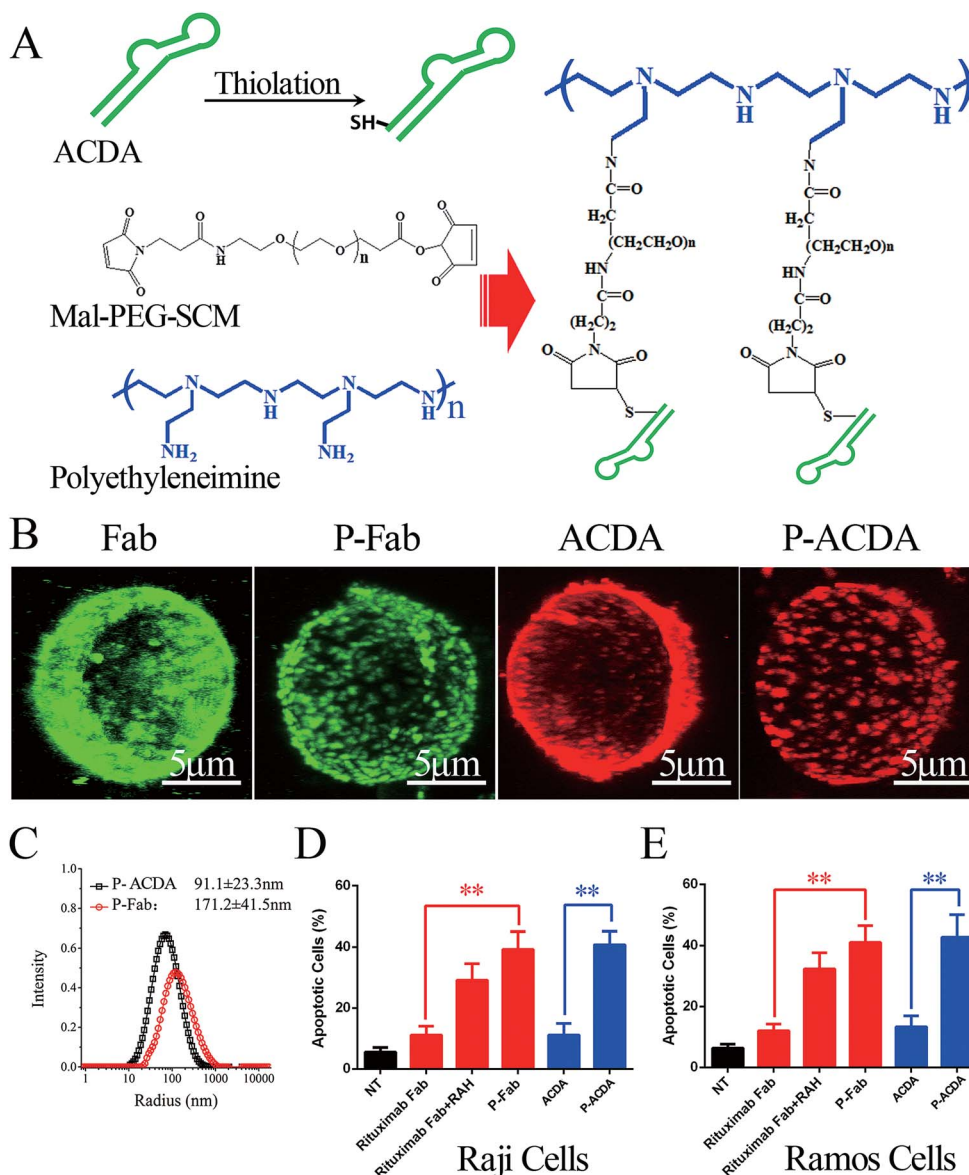 A
ACDA
Thiolation
SH
Mal-PEG-SCM
O
N
O
O
N
H
O
O
n
O
O
O
O
Polyethyleneimine
N
N
H
N
N
H
n
NH2
NH2
N
N
H
N
N
H
N
H
C=O
H2C
(CH2CH2O)n
HN
C=O
(H2C)2
N
O
O
S
N
H
C=O
H2C
(CH2CH2O)n
HN
C=O
(H2C)2
N
O
O
S
B
Fab
P-Fab
ACDA
P-ACDA
5μm
5μm
5μm
5μm
C
1.0
0.8
0.6
0.4
0.2
0.0
Intensity
P- ACDA 91.1±23.3nm
P-Fab: 171.2±41.5nm
1 10 100 1000 10000
Radius (nm)
D
60
40
20
0
Apoptotic Cells (%)
**
**
NT
Rituximab Fab
Rituximab Fab+RAH
P-Fab
ACDA
P-ACDA
Raji Cells
E
60
40
20
0
Apoptotic Cells (%)
**
**
NT
Rituximab Fab
Rituximab Fab+RAH
P-Fab
ACDA
P-ACDA
Ramos Cells